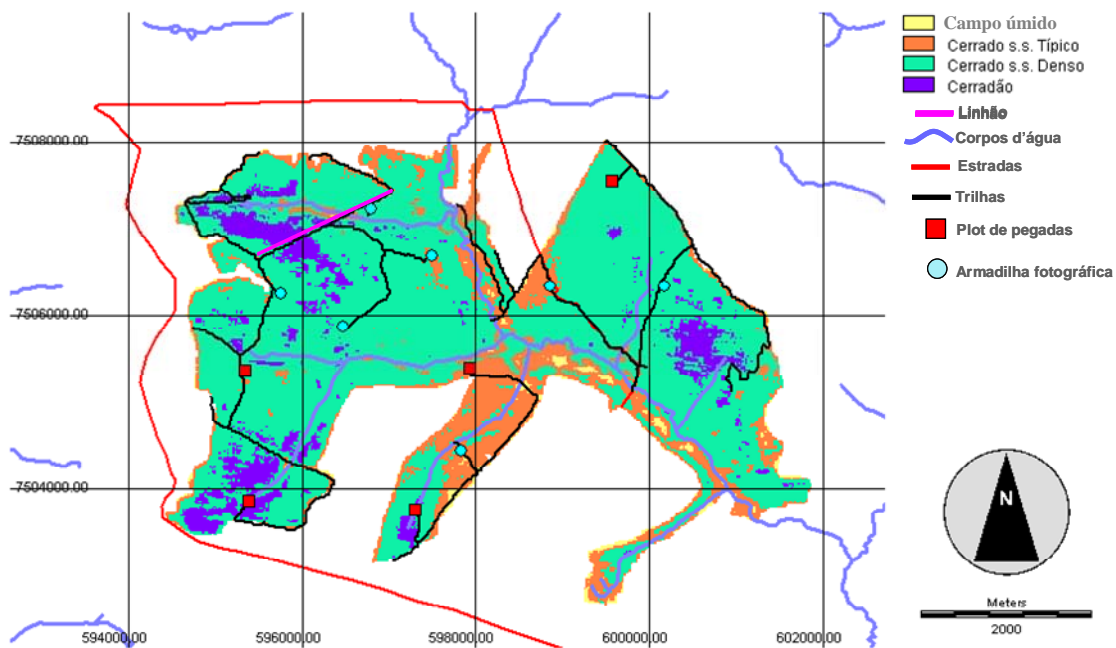 Campo úmido
Cerrado s.s. Típico
Cerrado s.s. Denso
Cerradão
Linhão
Corpos d'água
Estradas
Trilhas
Plot de pegadas
Armadilha fotográfica
7508000.00
7506000.00
7504000.00
594000.00
596000.00
598000.00
600000.00
602000.00
N
Meters
2000